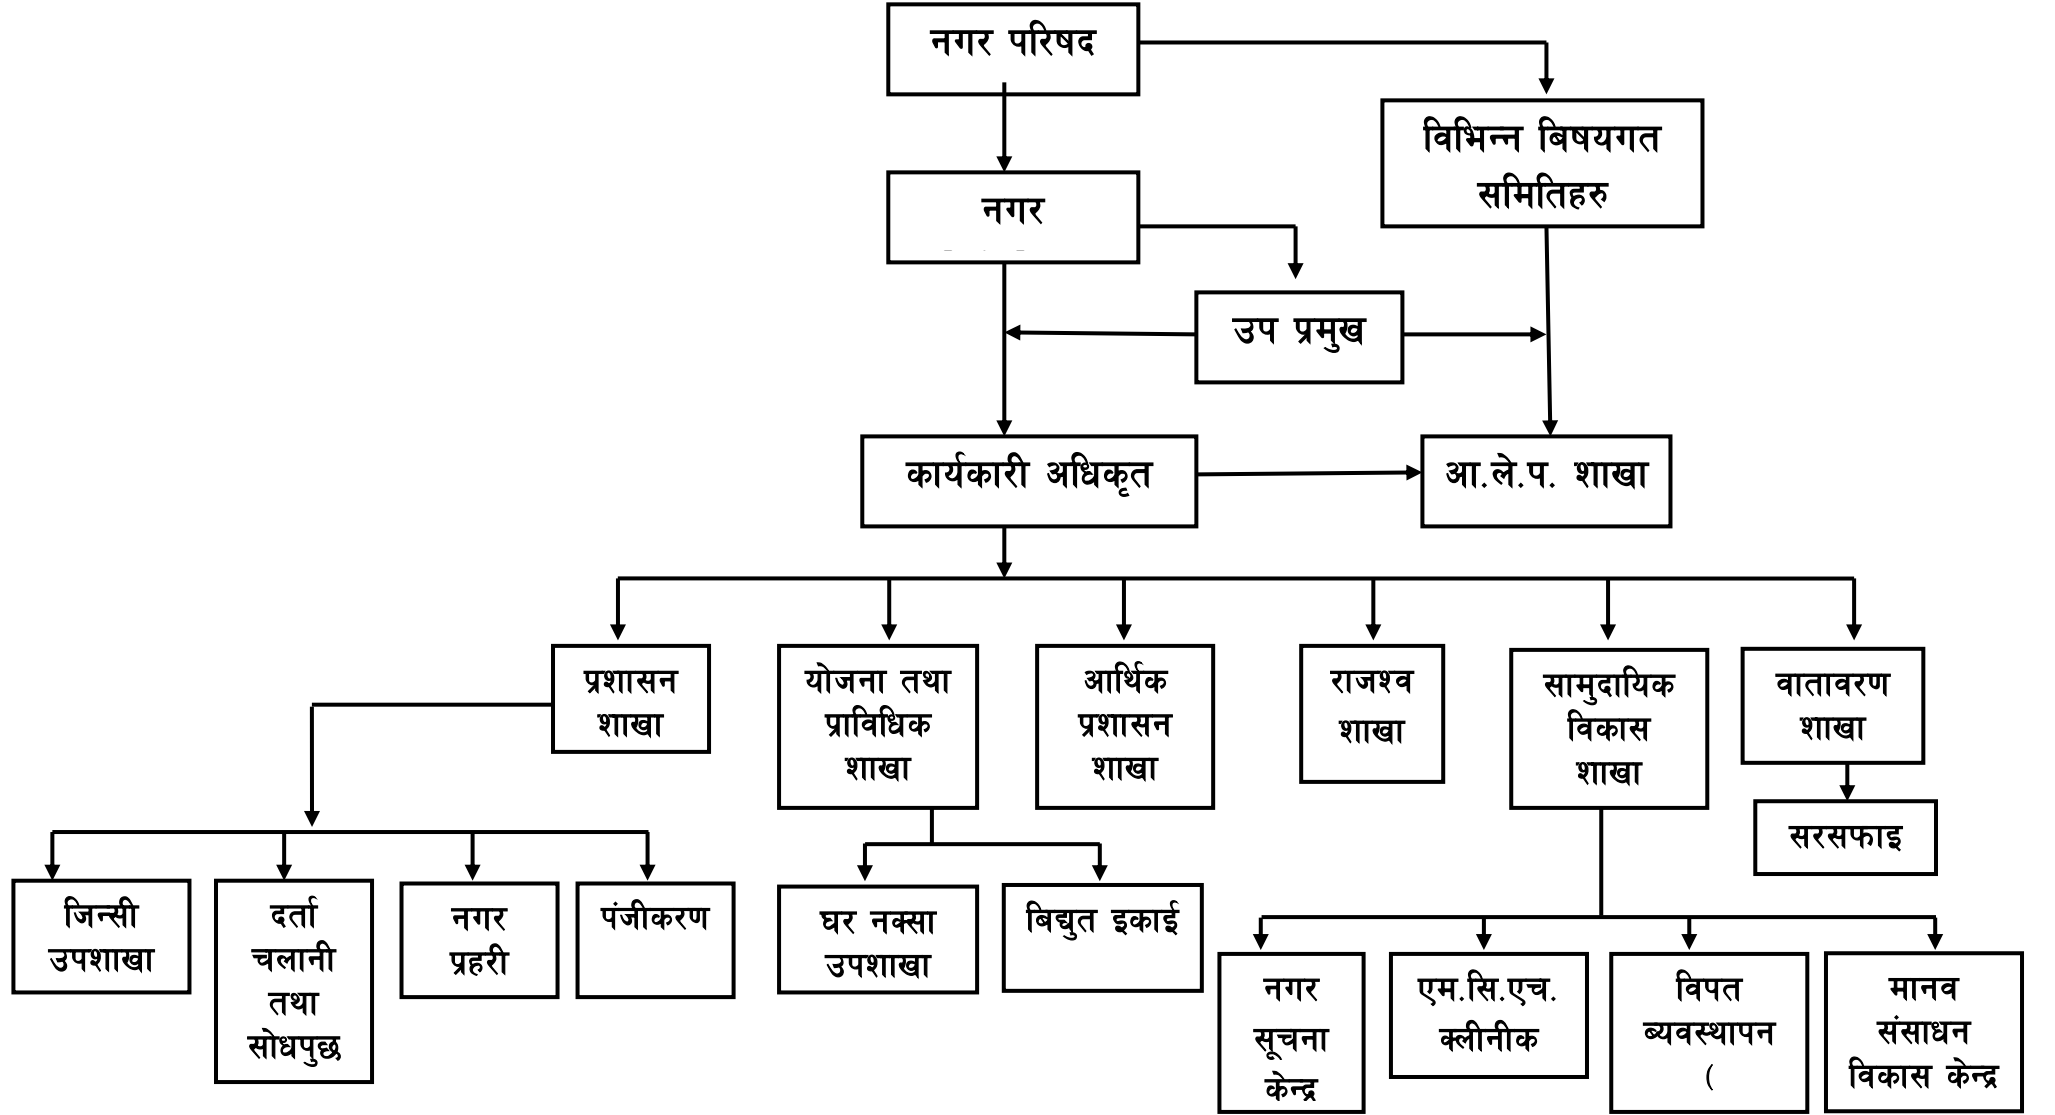 नगर परिषद
विभिन्न बिषयगत
समितिहरु
नगर
उप प्रमुख
कार्यकारी अधिकृत
आ.ले.प. शाखा
प्रशासन
शाखा
योजना तथा
प्राविधिक
शाखा
आर्थिक
प्रशासन
शाखा
राजश्व
शाखा
सामुदायिक
विकास
शाखा
वातावरण
शाखा
सरसफाइ
जिन्सी
उपशाखा
दर्ता
चलानी
तथा
सोधपुछ
नगर
प्रहरी
पंजीकरण
घर नक्सा
उपशाखा
बिद्युत इकाई
नगर
सूचना
केन्द्र
एम.सि.एच.
क्लीनीक
विपत
ब्यवस्थापन
(
मानव
संसाधन
विकास केन्द्र